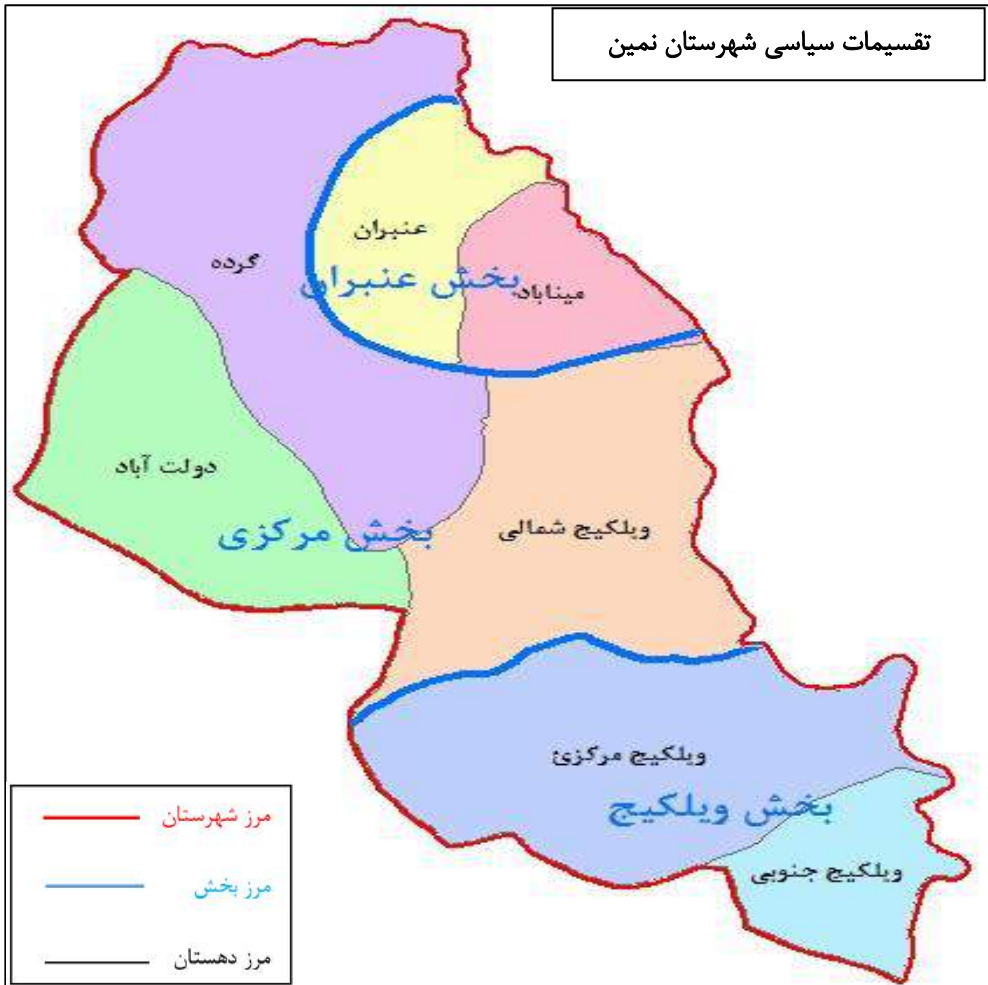 تقسیمات سیاسی شهرستان نمین
عنبران
گرده
بخش عنبران
میناباد
دولت آباد
ویلکیج شمالی
بخش مرکزی
ویلکیج مرکزئ
بخش ویلکیج
ویلکیج جنوبی
مرز شهرستان
مرز بخش
مرز دهستان